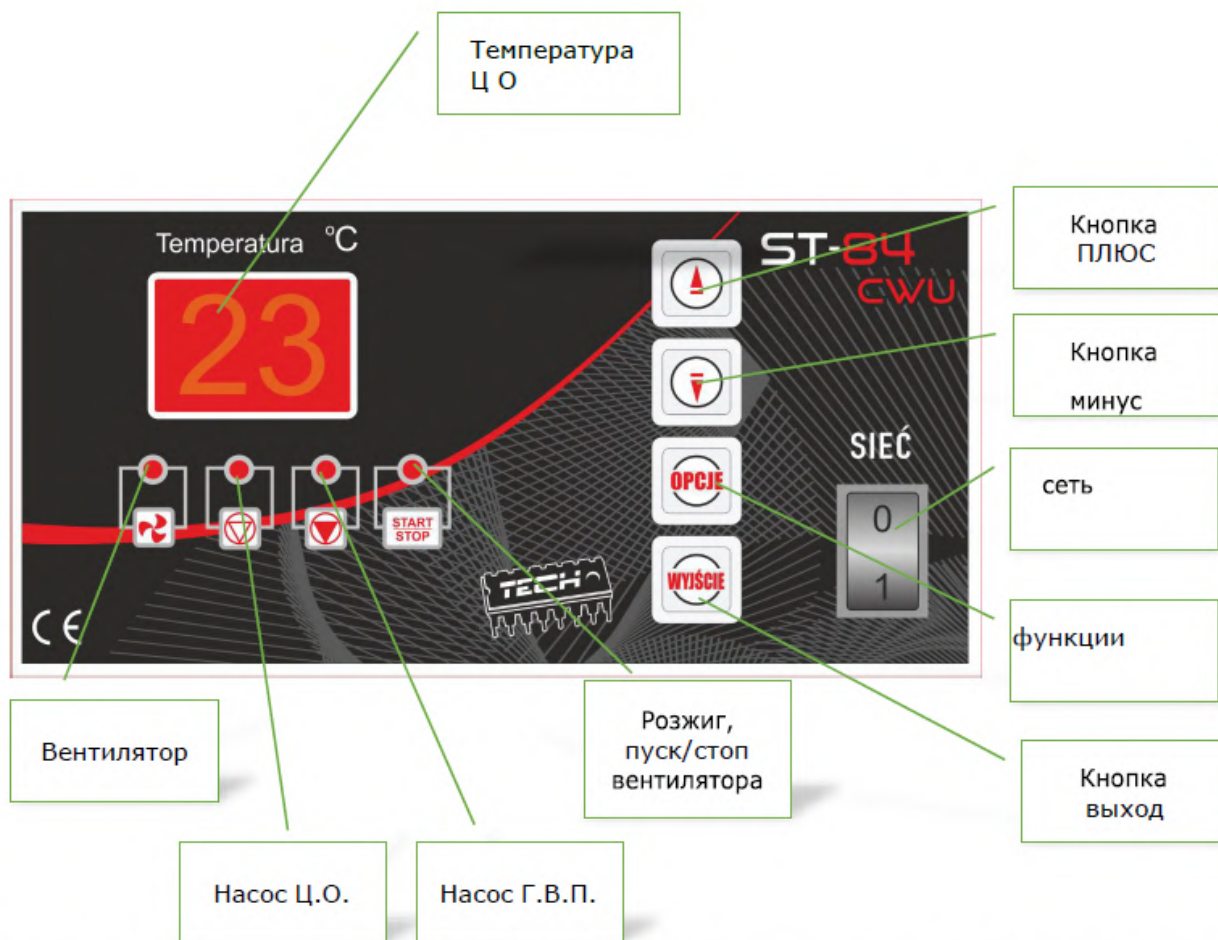 Температура
Ц О
Temperatura °C
23
ST-84
CWU
Кнопка
ПЛЮС
Кнопка
минус
SIEĆ
0
1
сеть
OPCJE
START
STOP
WYJŚCIE
TECH
CE
функции
Вентилятор
Розжиг,
пуск/стоп
вентилятора
Кнопка
выход
Насос Ц.О.
Насос Г.В.П.